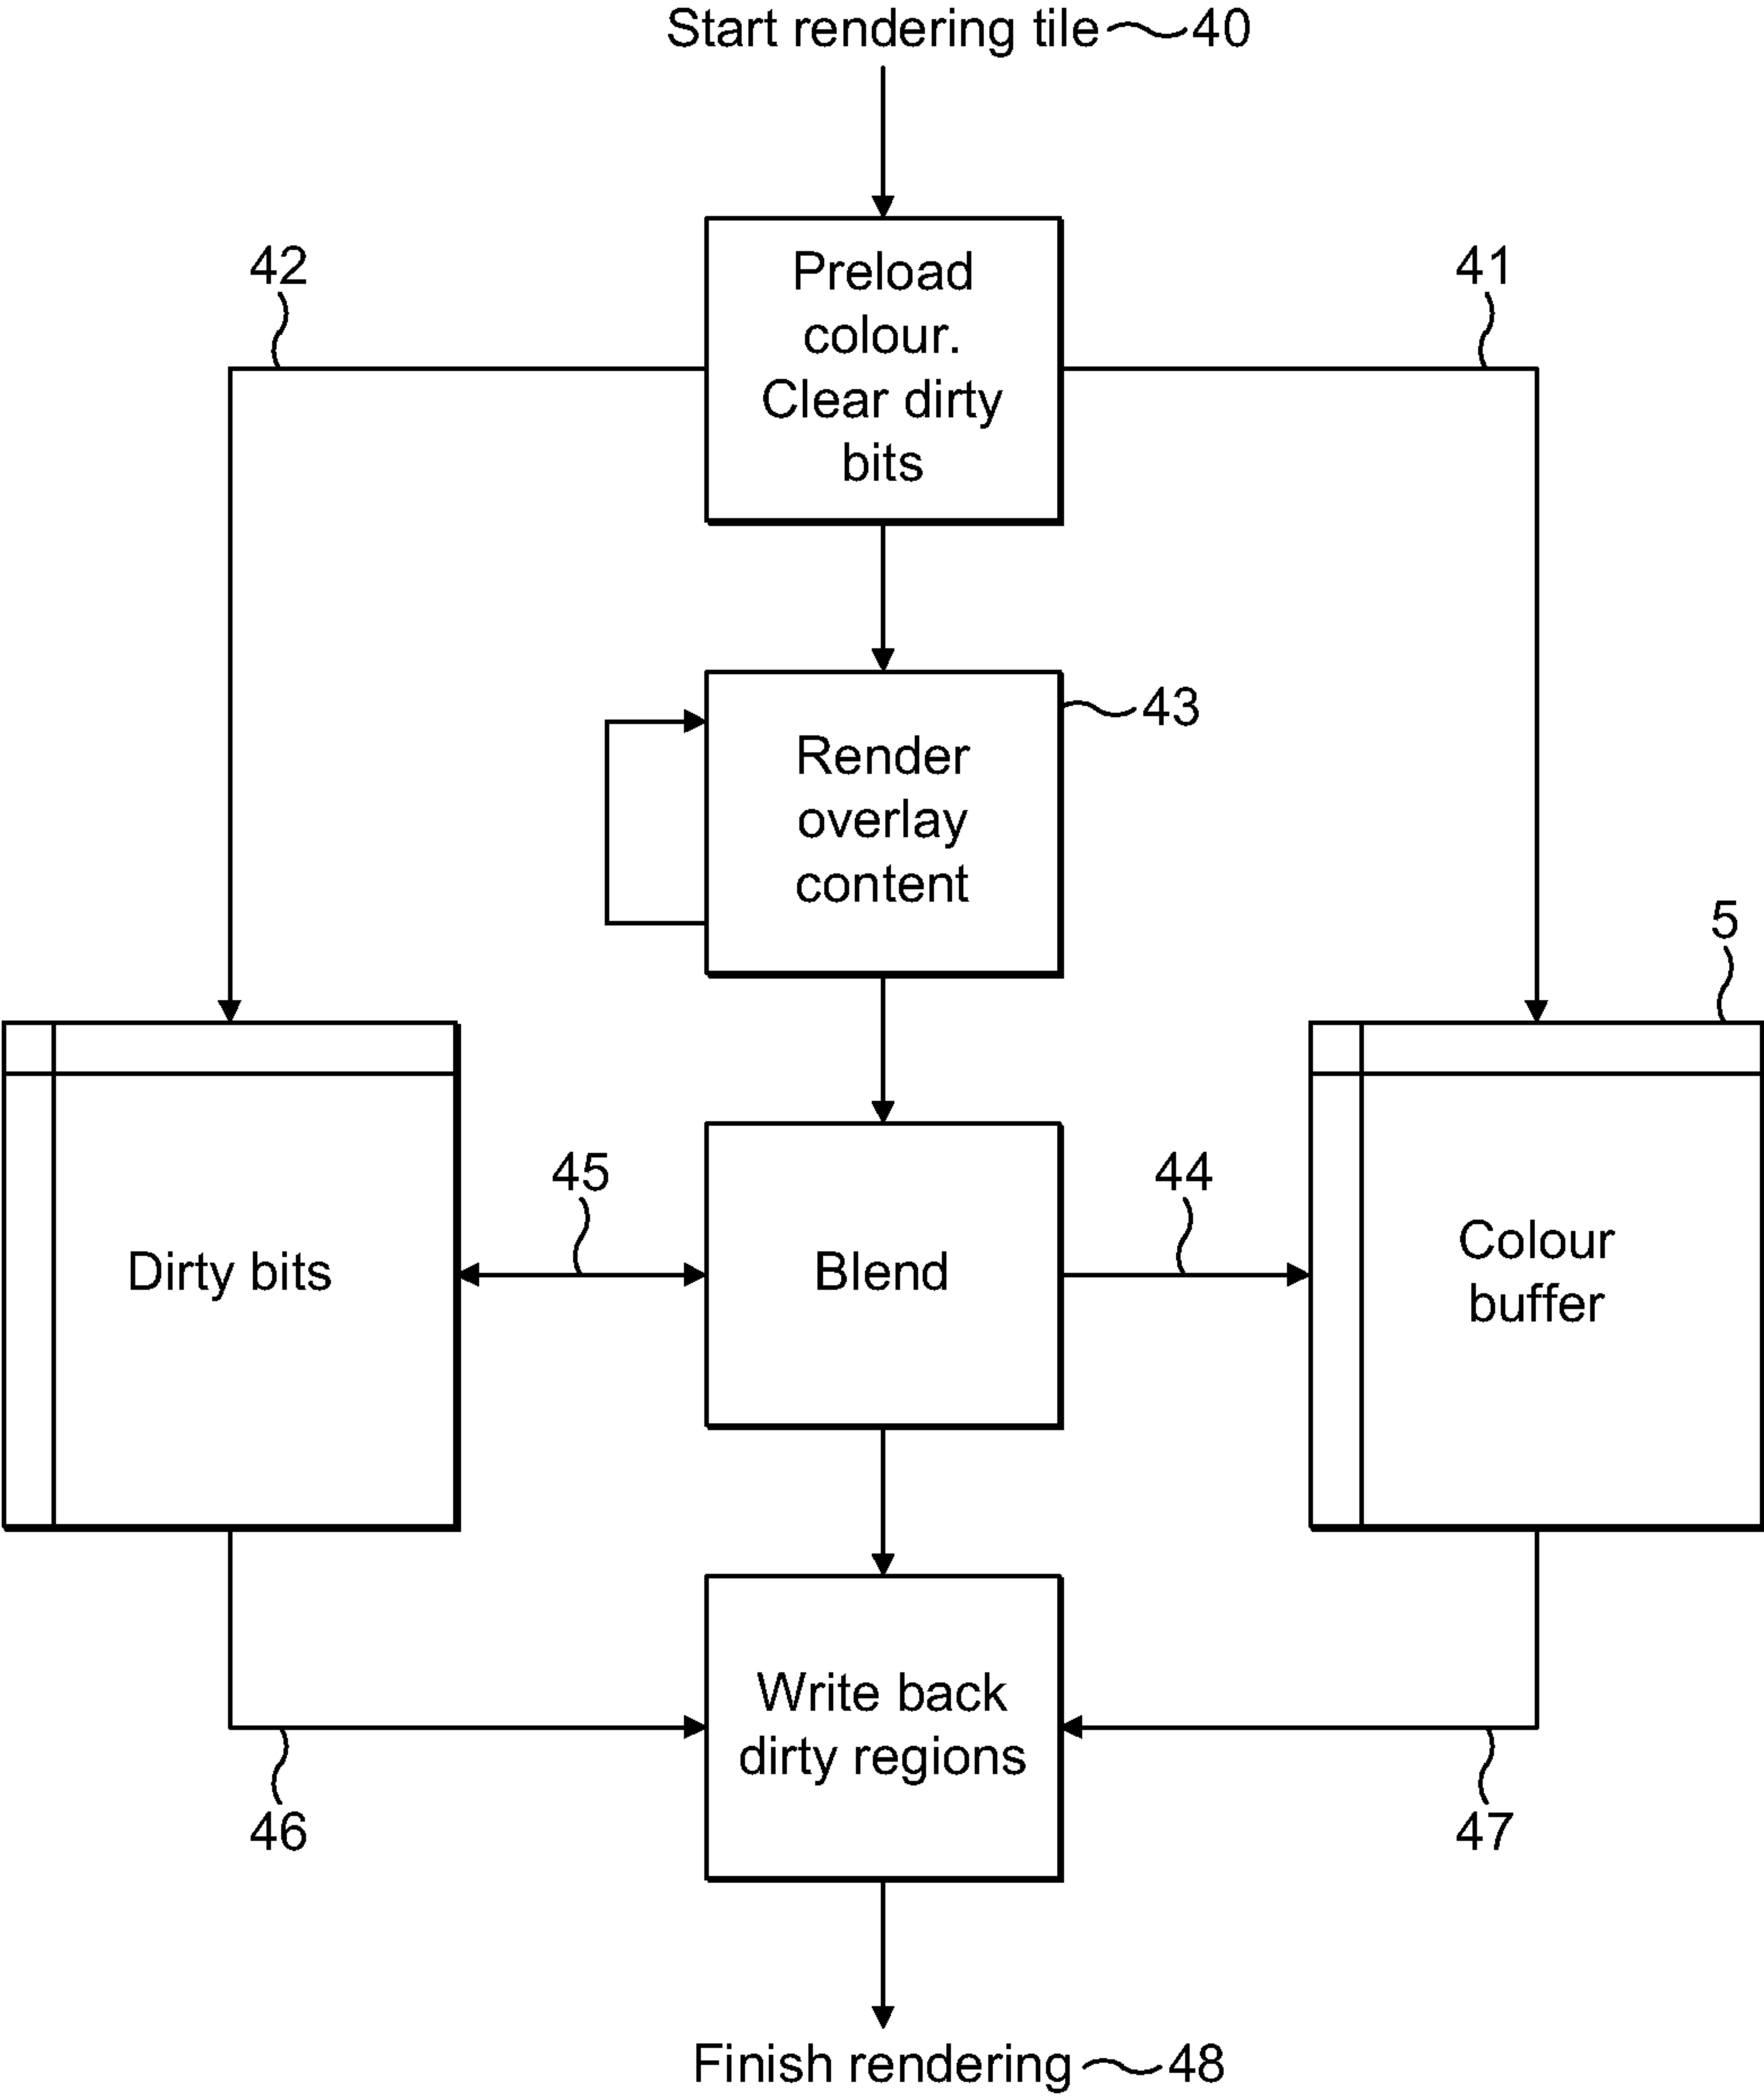 Start rendering tile 40
42
41
Preload
colour.
Clear dirty
bits
43
Render
overlay
content
5
45
44
Dirty bits
Blend
Colour
buffer
Write back
dirty regions
46
47
Finish rendering 48